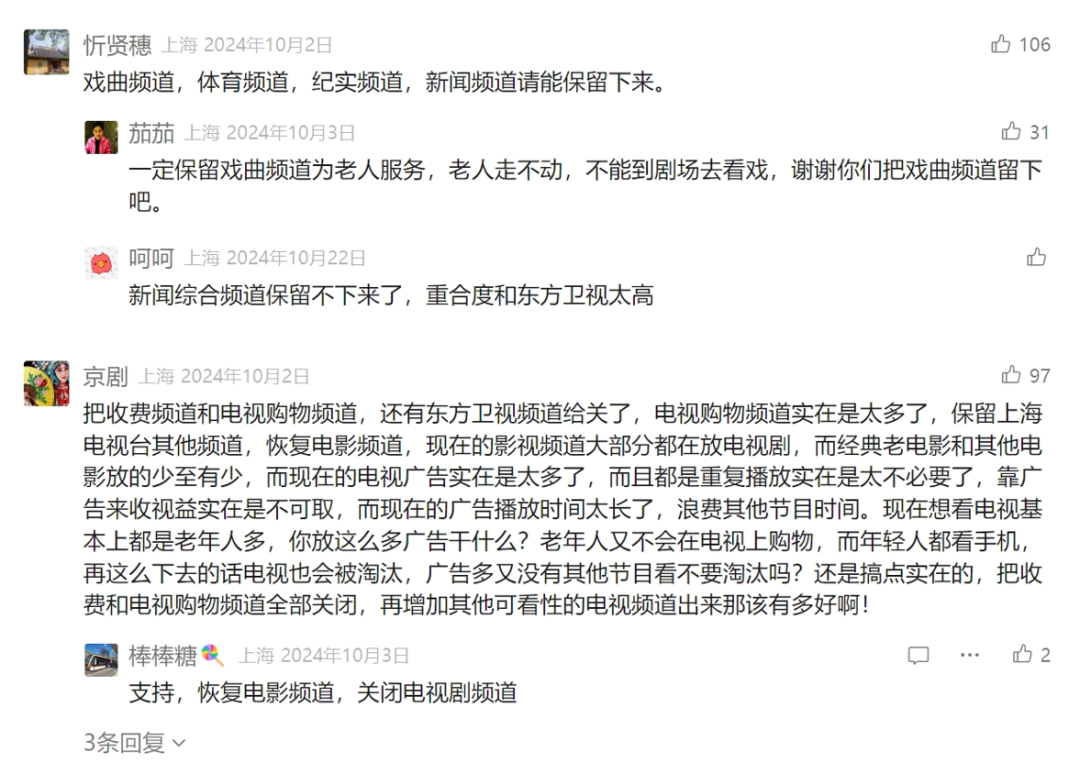 忻贤穗 上海 2024年10月2日 106
戏曲频道，体育频道，纪实频道，新闻频道请能保留下来。
茄茄 上海 2024年10月3日 31
一定保留戏曲频道为老人服务，老人走不动，不能到剧场去看戏，谢谢你们把戏曲频道留下
吧。
呵呵 上海 2024年10月22日
新闻综合频道保留不下来了，重合度和东方卫视太高
京剧 上海 2024年10月2日 97
把收费频道和电视购物频道，还有东方卫视频道给关了，电视购物频道实在是太多了，保留上海
电视台其他频道，恢复电影频道，现在的影视频道大部分都在放电视剧，而经典老电影和其他电
影放的少至有少，而现在的电视广告实在是太多了，而且都是重复播放实在是太不必要了，靠广
告来收视益实在是不可取，而现在的广告播放时间太长了，浪费其他节目时间。现在想看电视基
本上都是老年人多，你放这么多广告干什么？老年人又不会在电视上购物，而年轻人都看手机，
再这么下去的话电视也会被淘汰，广告多又没有其他节目看不要淘汰吗？还是搞点实在的，把收
费和电视购物频道全部关闭，再增加其他可看性的电视频道出来那该有多好啊！
棒棒糖🍭 上海 2024年10月3日 2
支持，恢复电影频道，关闭电视剧频道
3条回复